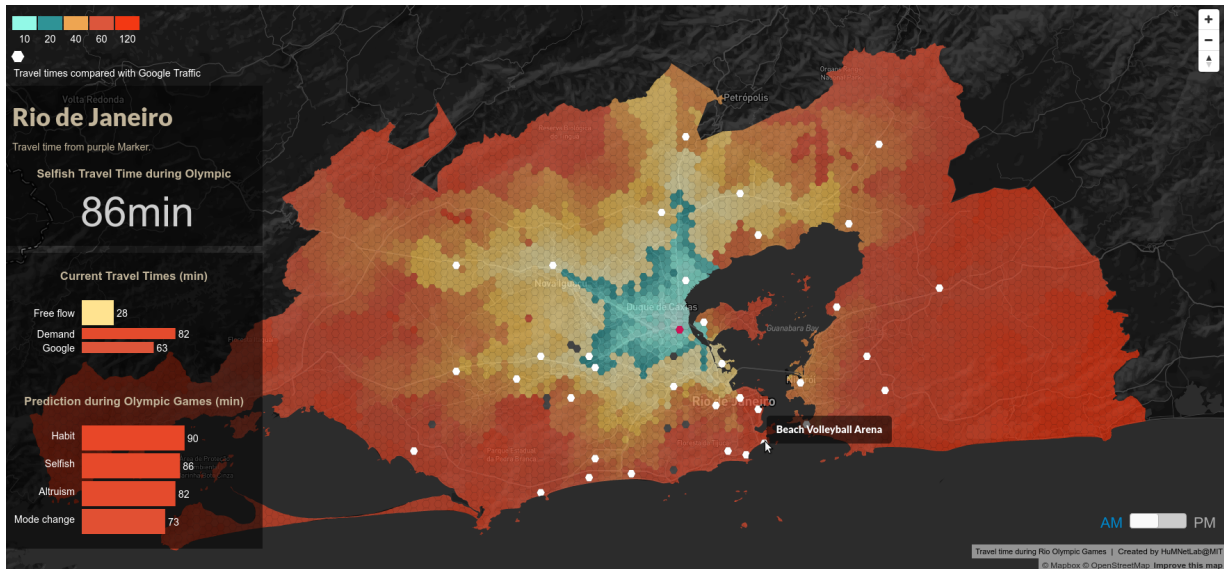 10 20 40 60 120
Travel times compared with Google Traffic
Volta Redonda
Rio de Janeiro
Travel time from purple Marker.
Selfish Travel Time during Olympic
86min
Current Travel Times (min)
Free flow 28
Demand 82
Google 63
Prediction during Olympic Games (min)
Habit 90
Selfish 86
Altruism 82
Mode change 73
Petrópolis
Nova Iguaçu
Duque de Caxias
Guanabara Bay
Rio de Janeiro
Beach Volleyball Arena
AM PM
Travel time during Rio Olympic Games | Created by HuMNetLab@MIT
© Mapbox © OpenStreetMap Improve this map